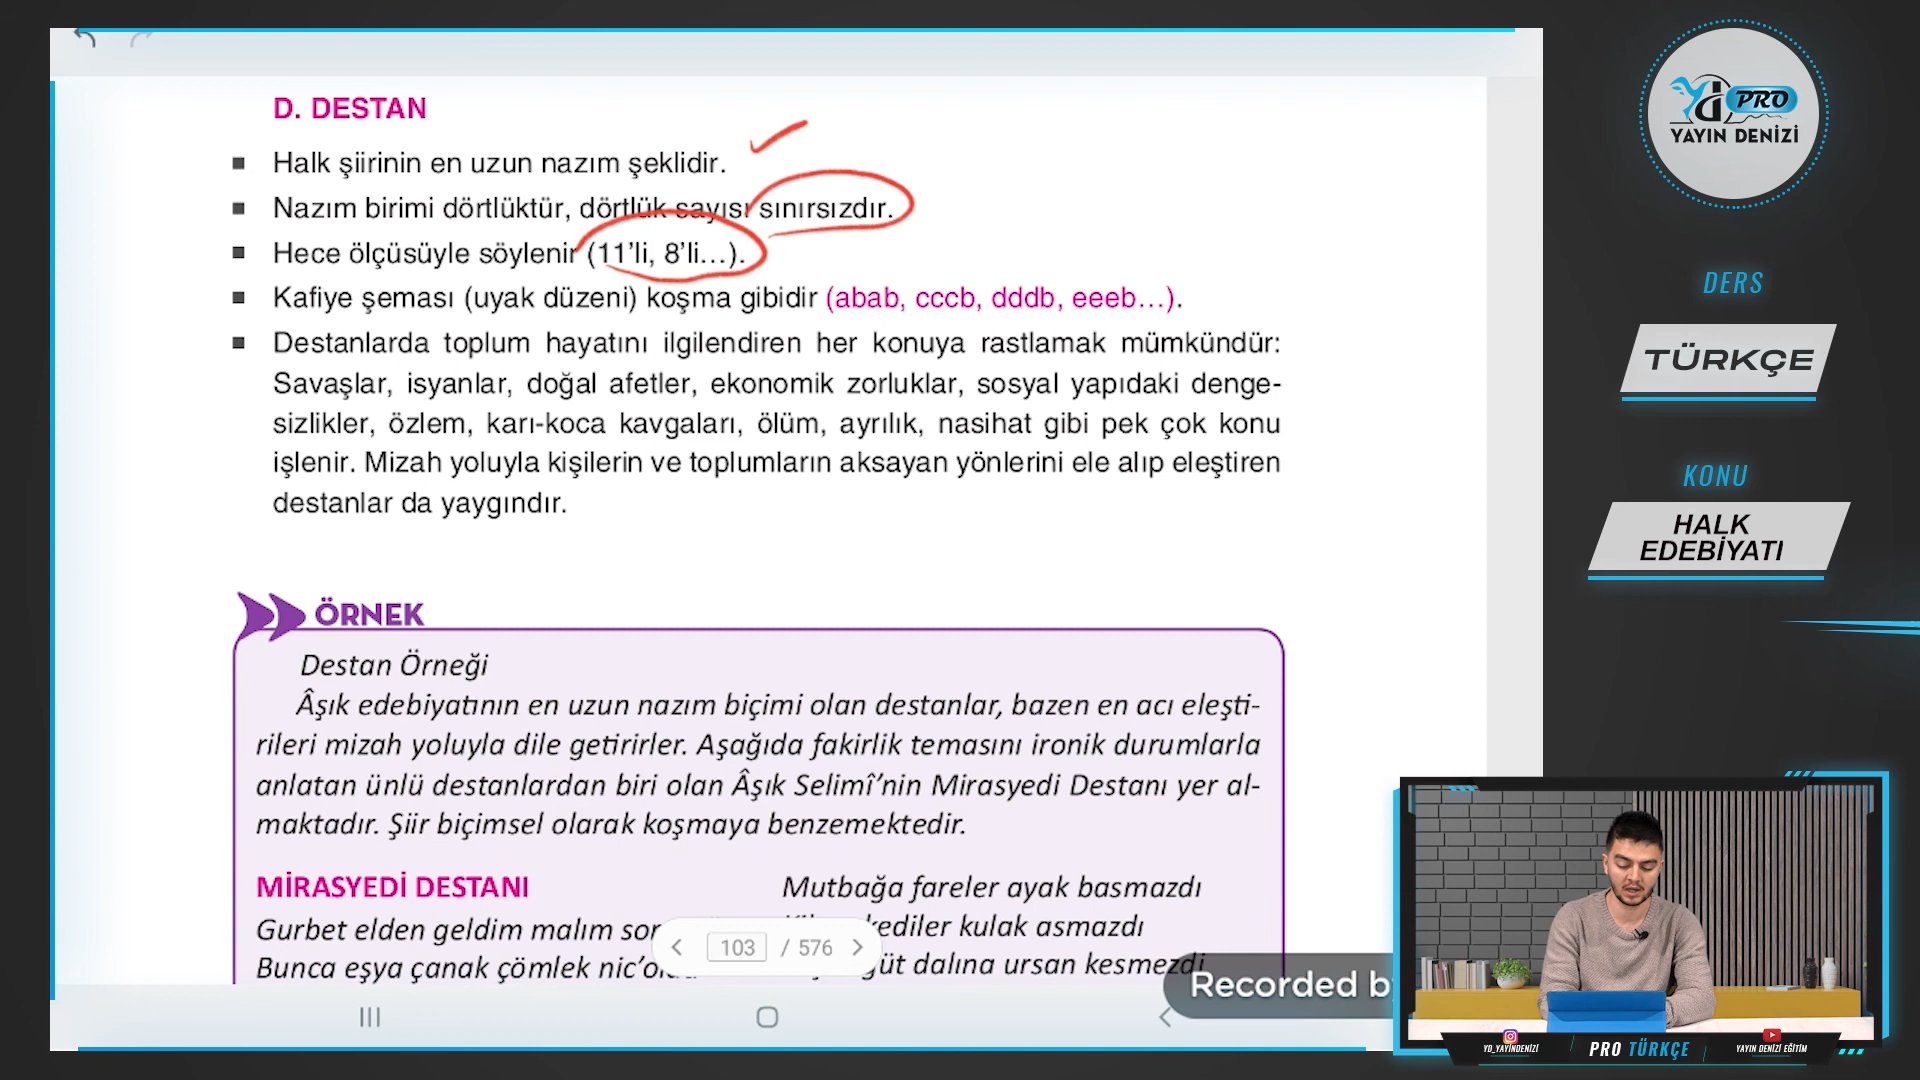 D. DESTAN
Halk şiirinin en uzun nazım şeklidir.
Nazım birimi dörtlüktür, dörtlük sayısı sınırsızdır.
Hece ölçüsüyle söylenir (11'li, 8'li...).
Kafiye şeması (uyak düzeni) koşma gibidir (abab, cccb, dddb, eeeb...).
Destanlarda toplum hayatını ilgilendiren her konuya rastlamak mümkündür:
Savaşlar, isyanlar, doğal afetler, ekonomik zorluklar, sosyal yapıdaki denge-
sizlikler, özlem, karı-koca kavgaları, ölüm, ayrılık, nasihat gibi pek çok konu
işlenir. Mizah yoluyla kişilerin ve toplumların aksayan yönlerini ele alıp eleştiren
destanlar da yaygındır.
ÖRNEK
Destan Örneği
Âşık edebiyatının en uzun nazım biçimi olan destanlar, bazen en acı eleşti-
rileri mizah yoluyla dile getirirler. Aşağıda fakirlik temasını ironik durumlarla
anlatan ünlü destanlardan biri olan Âşık Selimî'nin Mirasyedi Destanı yer al-
maktadır. Şiir biçimsel olarak koşmaya benzemektedir.
MİRASYEDİ DESTANI
Gurbet elden geldim malım
Bunca eşya çanak çömlek
Mutbağa fareler ayak basmazdı
kediler kulak asmazdı
dalına ursan kesmezdi
103 / 576
Recorded
Yd PRO
YAYIN DENİZİ
DERS
TÜRKÇE
KONU
HALK
EDEBİYATI
YD_YAYINDENIZI
PRO TÜRKÇE
YAYIN DENİZİ EĞİTİM